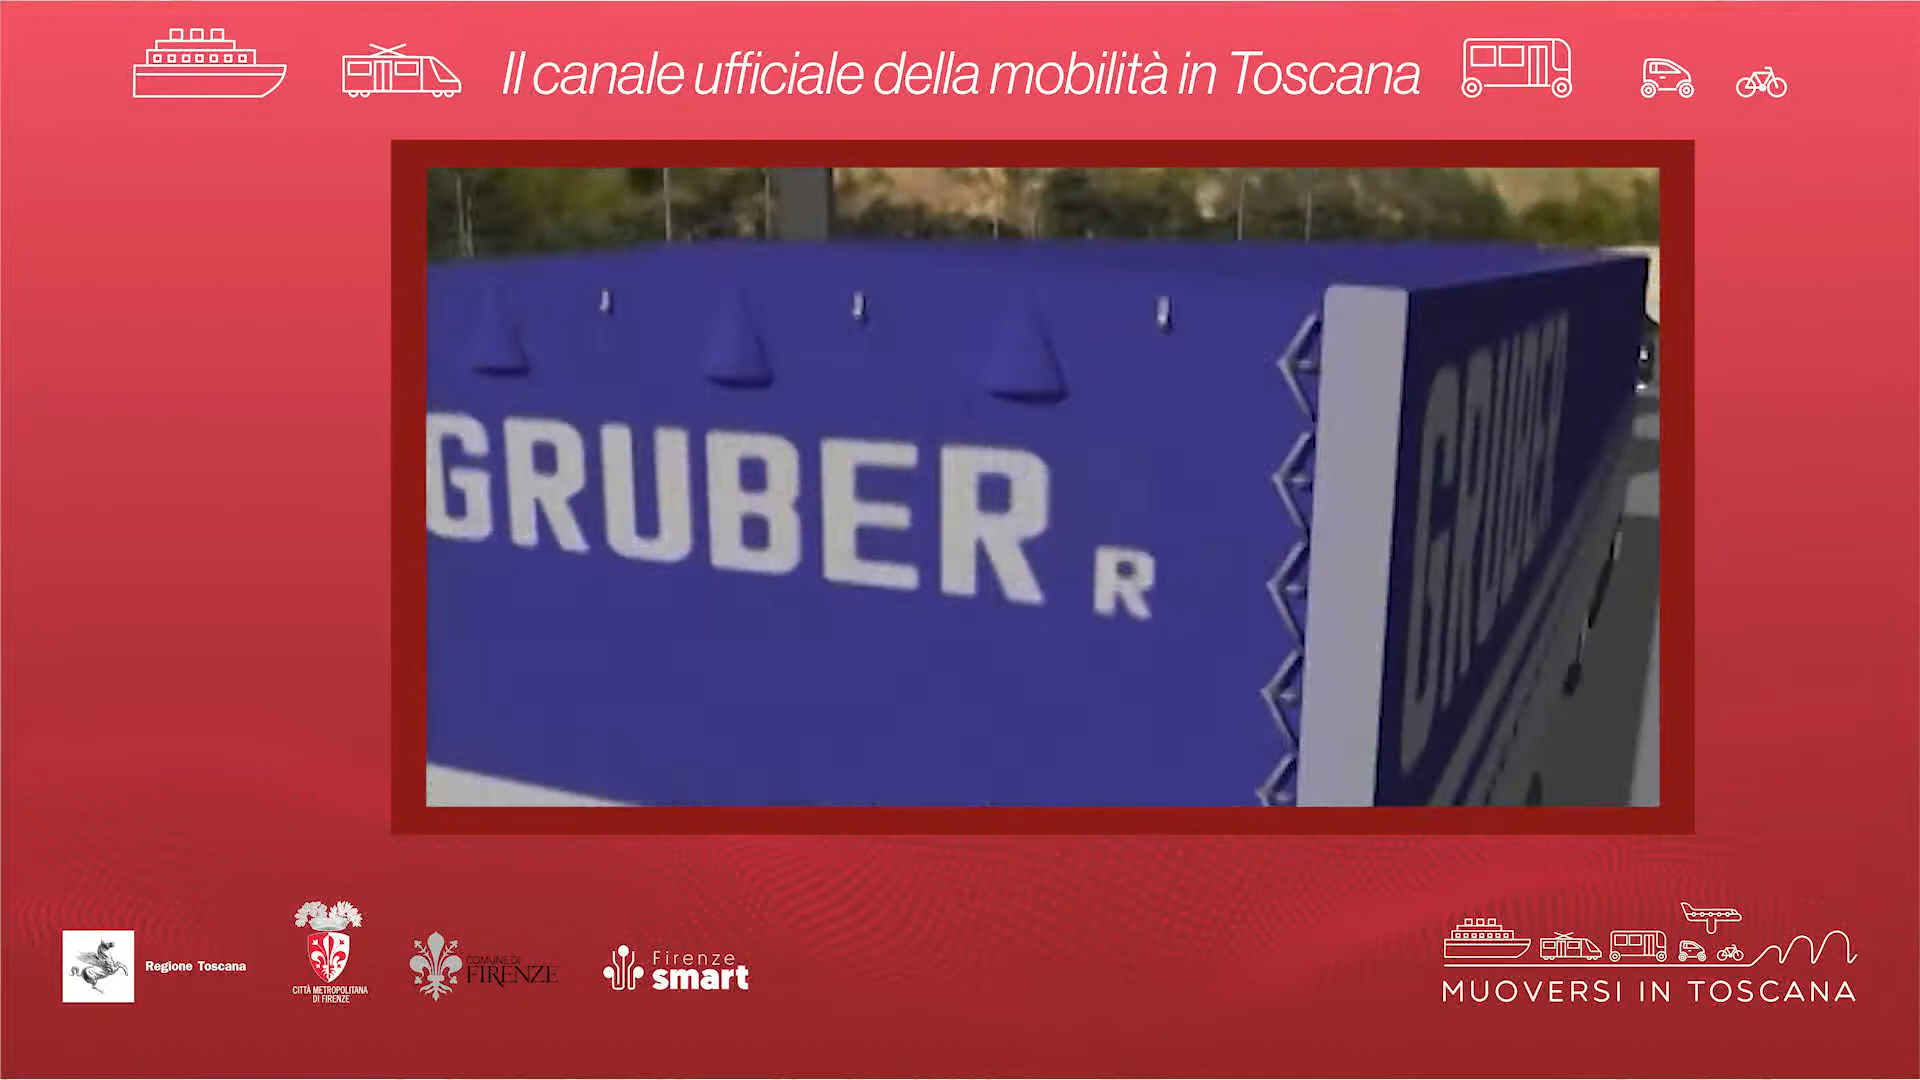 Il canale ufficiale della mobilità in Toscana
GRUBER R
GRUBER
Regione Toscana
CITTÀ METROPOLITANA
DI FIRENZE
COMUNE DI
FIRENZE
Firenze
smart
MUOVERSI IN TOSCANA